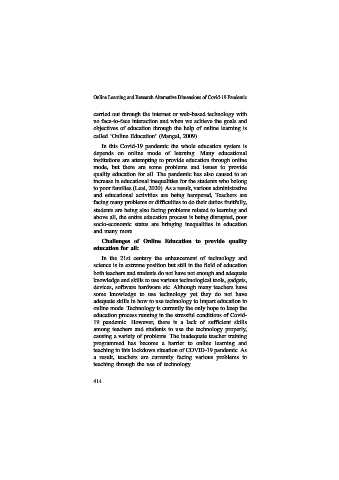 Online Learning and Research Alternative Dimensions of Covid-19 Pandemic
carried out through the internet or web-based technology and with
no face-to-face interaction and when we achieve the goals and
objectives of education through the help of online learning is
called "Online Education" (Mangal, 2009)
In this Covid-19 pandemic the whole education system is
depends on online mode of learning. Many educational
institutions are attempting to provide education through online
mode, but there are some problems and issues to provide
quality education for all. The pandemic has also caused to an
increase in educational inequalities for the students who belong
to poor families (Lessi, 2020). As a result, various administrative
and educational activities are being hampered, Teachers are
facing many problems or difficulties to do their duties fruitfully,
students are being also facing problems related to learning and
above all, the entire education process is being disrupted, poor
socio-economic states are bringing inequalities in education
and many more.
Challenges of Online Education to provide quality
education for all:
In the 21st century the enhancement of technology and
science is in extreme position but still in the field of education
both teachers and students do not have not enough and adequate
knowledge and skills to use various technological tools, gadgets,
devices, software hardware etc. Although many teachers have
some knowledge to use technology yet they do not have
adequate skills in how to use technology to impart education in
online mode. Technology is currently the only hope to keep the
education process running in the stressful conditions of Covid-
19 pandemic. However, there is a lack of sufficient skills
among teachers and students to use the technology properly,
causing a variety of problems. The inadequate teacher training
programmed has become a barrier to online learning and
teaching in this lockdown situation of COVID-19 pandemic. As
a result, teachers are currently facing various problems in
teaching through the use of technology.
414